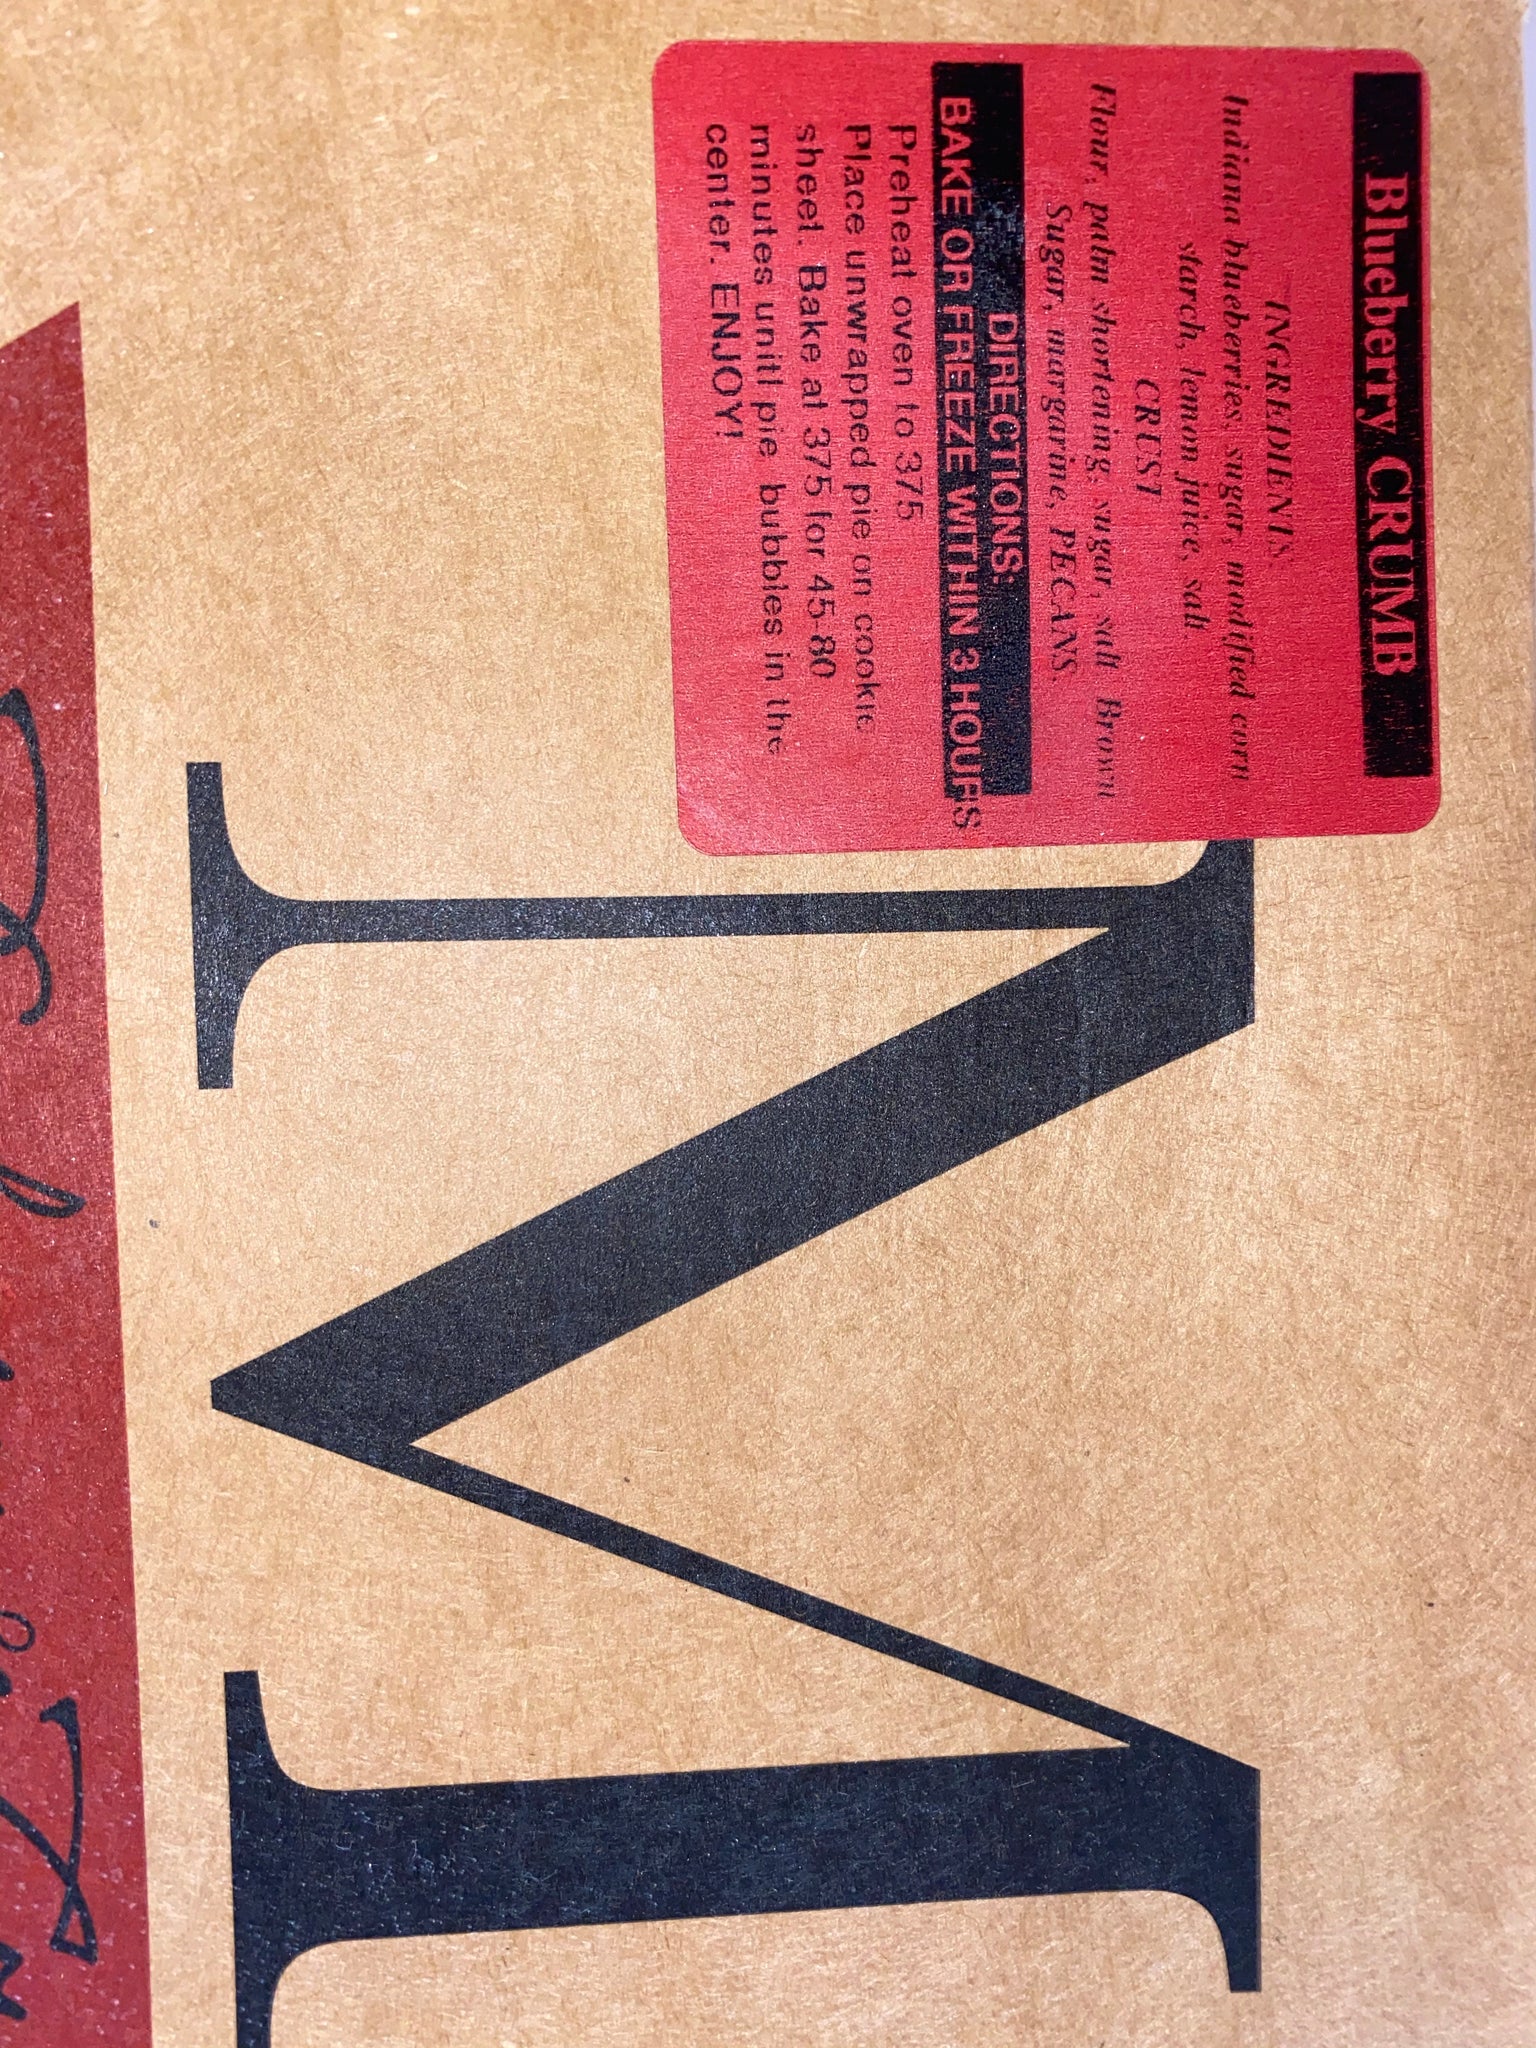 Blueberry CRUMB
INGREDIENTS:
Indiana blueberries, sugar, modified corn
starch, lemon juice, salt.
CRUST
Flour, palm shortening, sugar, salt Brown
Sugar, margarine, PECANS.
DIRECTIONS:
BAKE OR FREEZE WITHIN 3 HOURS
Preheat oven to 375
Place unwrapped pie on cookie
sheet. Bake at 375 for 45-80
minutes unitl pie bubbles in the
center. ENJOY!
M